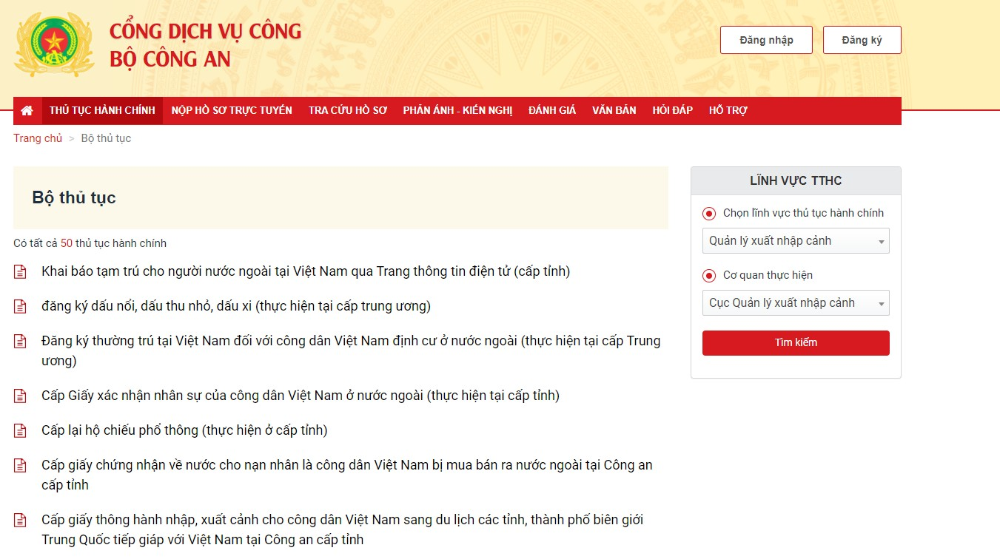 CỔNG DỊCH VỤ CÔNG
BỘ CÔNG AN
Đăng nhập
Đăng ký
THỦ TỤC HÀNH CHÍNH
NỘP HỒ SƠ TRỰC TUYẾN
TRA CỨU HỒ SƠ
PHẢN ÁNH - KIẾN NGHỊ
ĐÁNH GIÁ
VĂN BẢN
HỎI ĐÁP
HỖ TRỢ
Trang chủ > Bộ thủ tục
Bộ thủ tục
Có tất cả 50 thủ tục hành chính
Khai báo tạm trú cho người nước ngoài tại Việt Nam qua Trang thông tin điện tử (cấp tỉnh)
đăng ký dấu nổi, dấu thu nhỏ, dấu xi (thực hiện tại cấp trung ương)
Đăng ký thường trú tại Việt Nam đối với công dân Việt Nam định cư ở nước ngoài (thực hiện tại cấp Trung
ương)
Cấp Giấy xác nhận nhân sự của công dân Việt Nam ở nước ngoài (thực hiện tại cấp tỉnh)
Cấp lại hộ chiếu phổ thông (thực hiện ở cấp tỉnh)
Cấp giấy chứng nhận về nước cho nạn nhân là công dân Việt Nam bị mua bán ra nước ngoài tại Công an
cấp tỉnh
Cấp giấy thông hành nhập, xuất cảnh cho công dân Việt Nam sang du lịch các tỉnh, thành phố biên giới
Trung Quốc tiếp giáp với Việt Nam tại Công an cấp tỉnh
LĨNH VỰC TTHC
Chọn lĩnh vực thủ tục hành chính
Quản lý xuất nhập cảnh
Cơ quan thực hiện
Cục Quản lý xuất nhập cảnh
Tìm kiếm